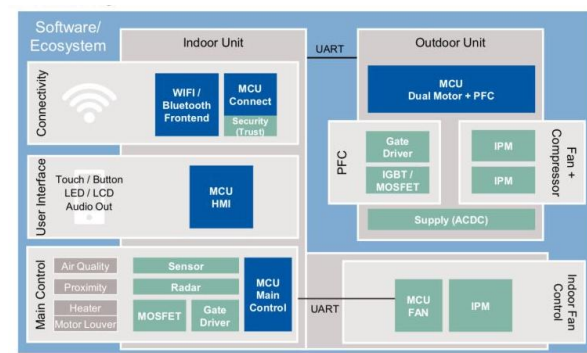 Software/
Ecosystem
Indoor Unit
UART
Outdoor Unit
Connectivity
WIFI /
Bluetooth
Frontend
MCU
Connect
Security
(Trust)
MCU
Dual Motor + PFC
PFC
Gate
Driver
IGBT /
MOSFET
IPM
IPM
Fan +
Compressor
Supply (ACDC)
User Interface
Touch / Button
LED / LCD
Audio Out
MCU
HMI
Main Control
Air Quality
Proximity
Heater
Motor Louver
Sensor
Radar
MOSFET
Gate
Driver
MCU
Main
Control
UART
MCU
FAN
IPM
Indoor Fan
Control